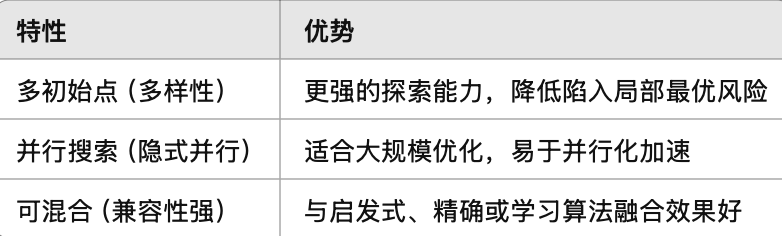 特性 优势
多初始点（多样性） 更强的探索能力，降低陷入局部最优风险
并行搜索（隐式并行） 适合大规模优化，易于并行化加速
可混合（兼容性强） 与启发式、精确或学习算法融合效果好